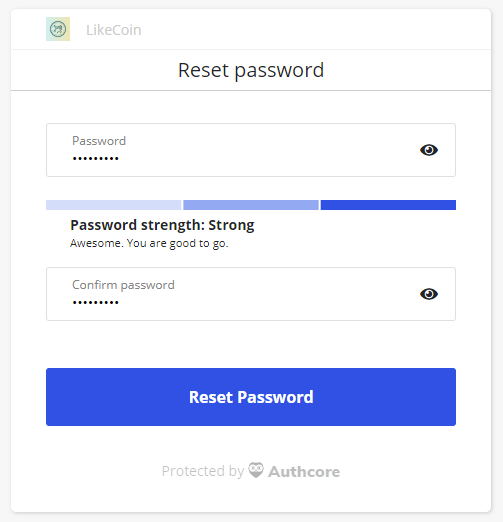 LikeCoin
Reset password
Password
•••••••••
Password strength: Strong
Awesome. You are good to go.
Confirm password
•••••••••
Reset Password
Protected by Authcore